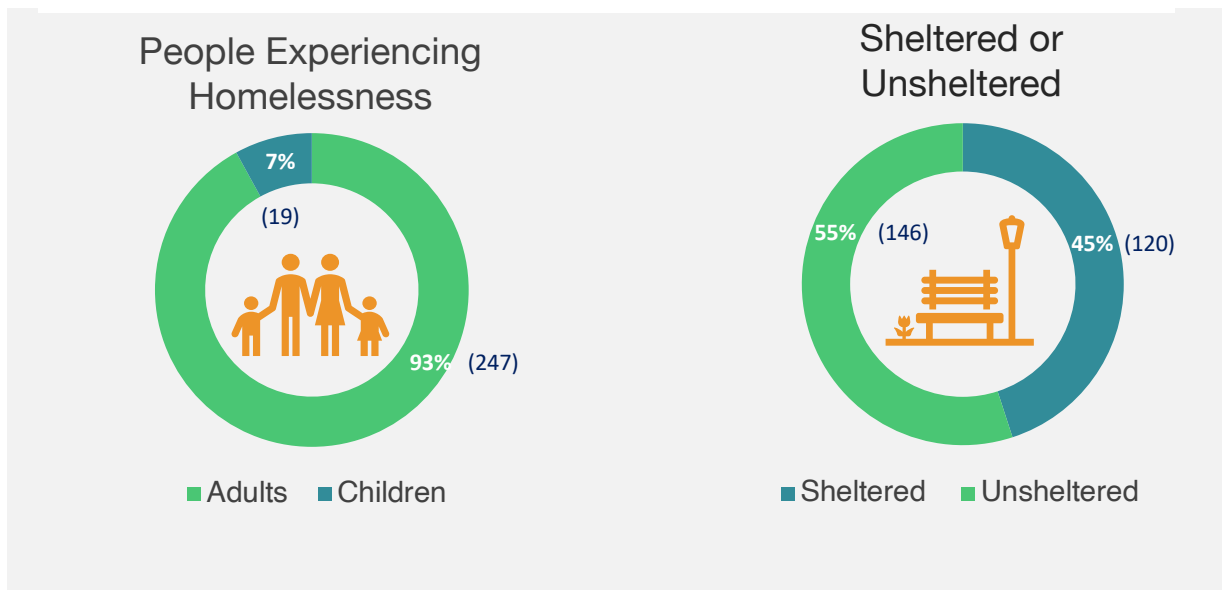 People Experiencing
Homelessness
7%
(19)
93% (247)
Adults Children
Sheltered or
Unsheltered
55% (146)
45% (120)
Sheltered Unsheltered